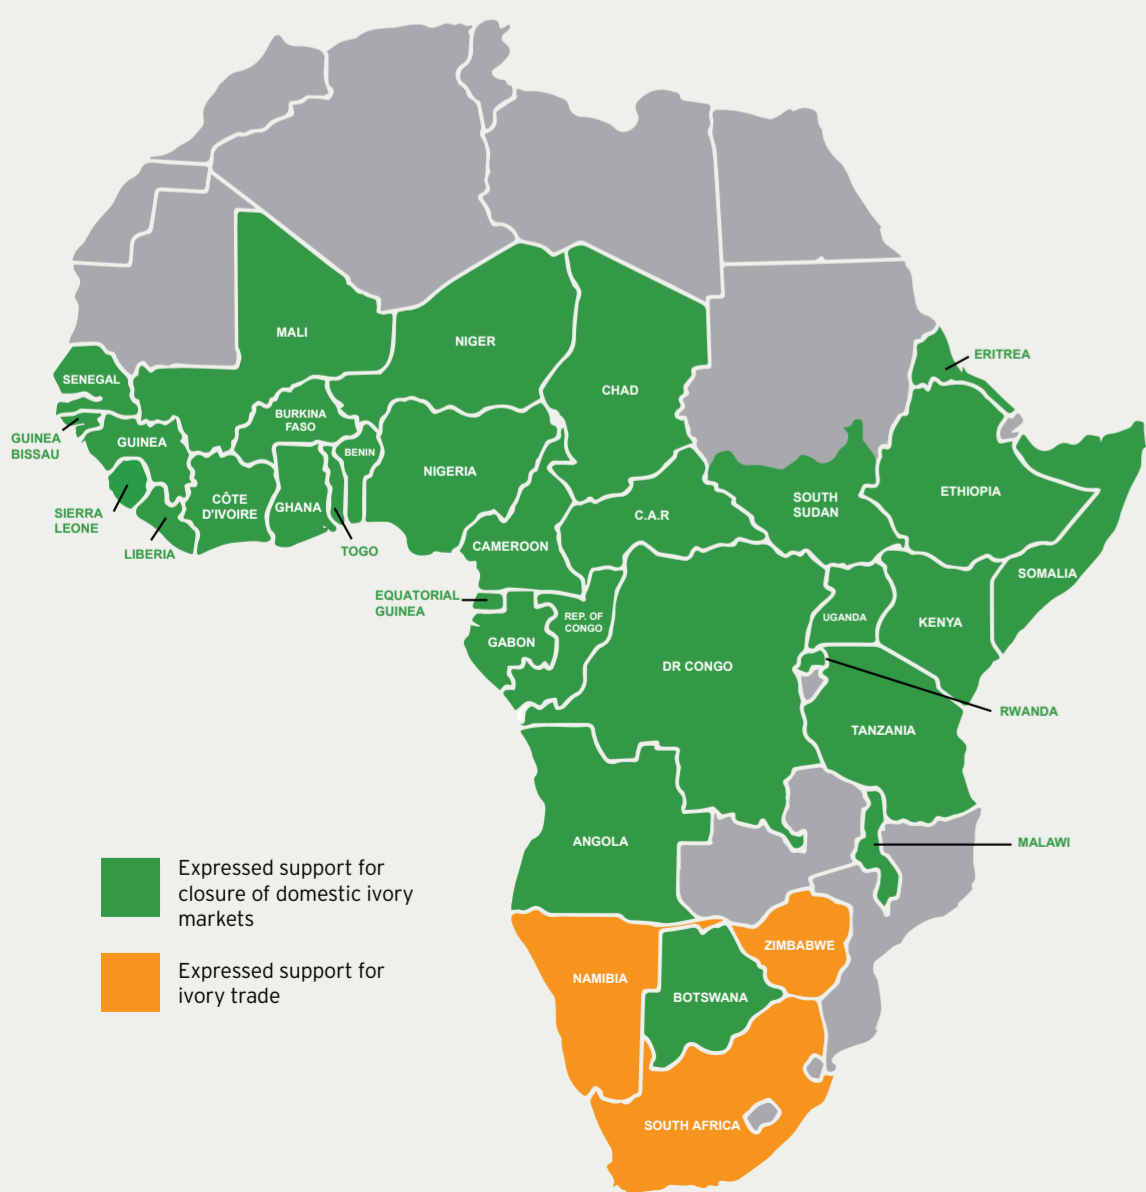 MALI
NIGER
ERITREA
SENEGAL
CHAD
BURKINA
FASO
GUINEA
BISSAU
GUINEA
BENIN
NIGERIA
ETHIOPIA
CÔTE
D'IVOIRE
GHANA
SOUTH
SUDAN
SIERRA
LEONE
C.A.R
LIBERIA
TOGO
CAMEROON
SOMALIA
EQUATORIAL
GUINEA
REP. OF
CONGO
UGANDA
KENYA
GABON
DR CONGO
RWANDA
TANZANIA
ANGOLA
MALAWI
Expressed support for
closure of domestic ivory
markets
ZIMBABWE
Expressed support for
ivory trade
NAMIBIA
BOTSWANA
SOUTH AFRICA